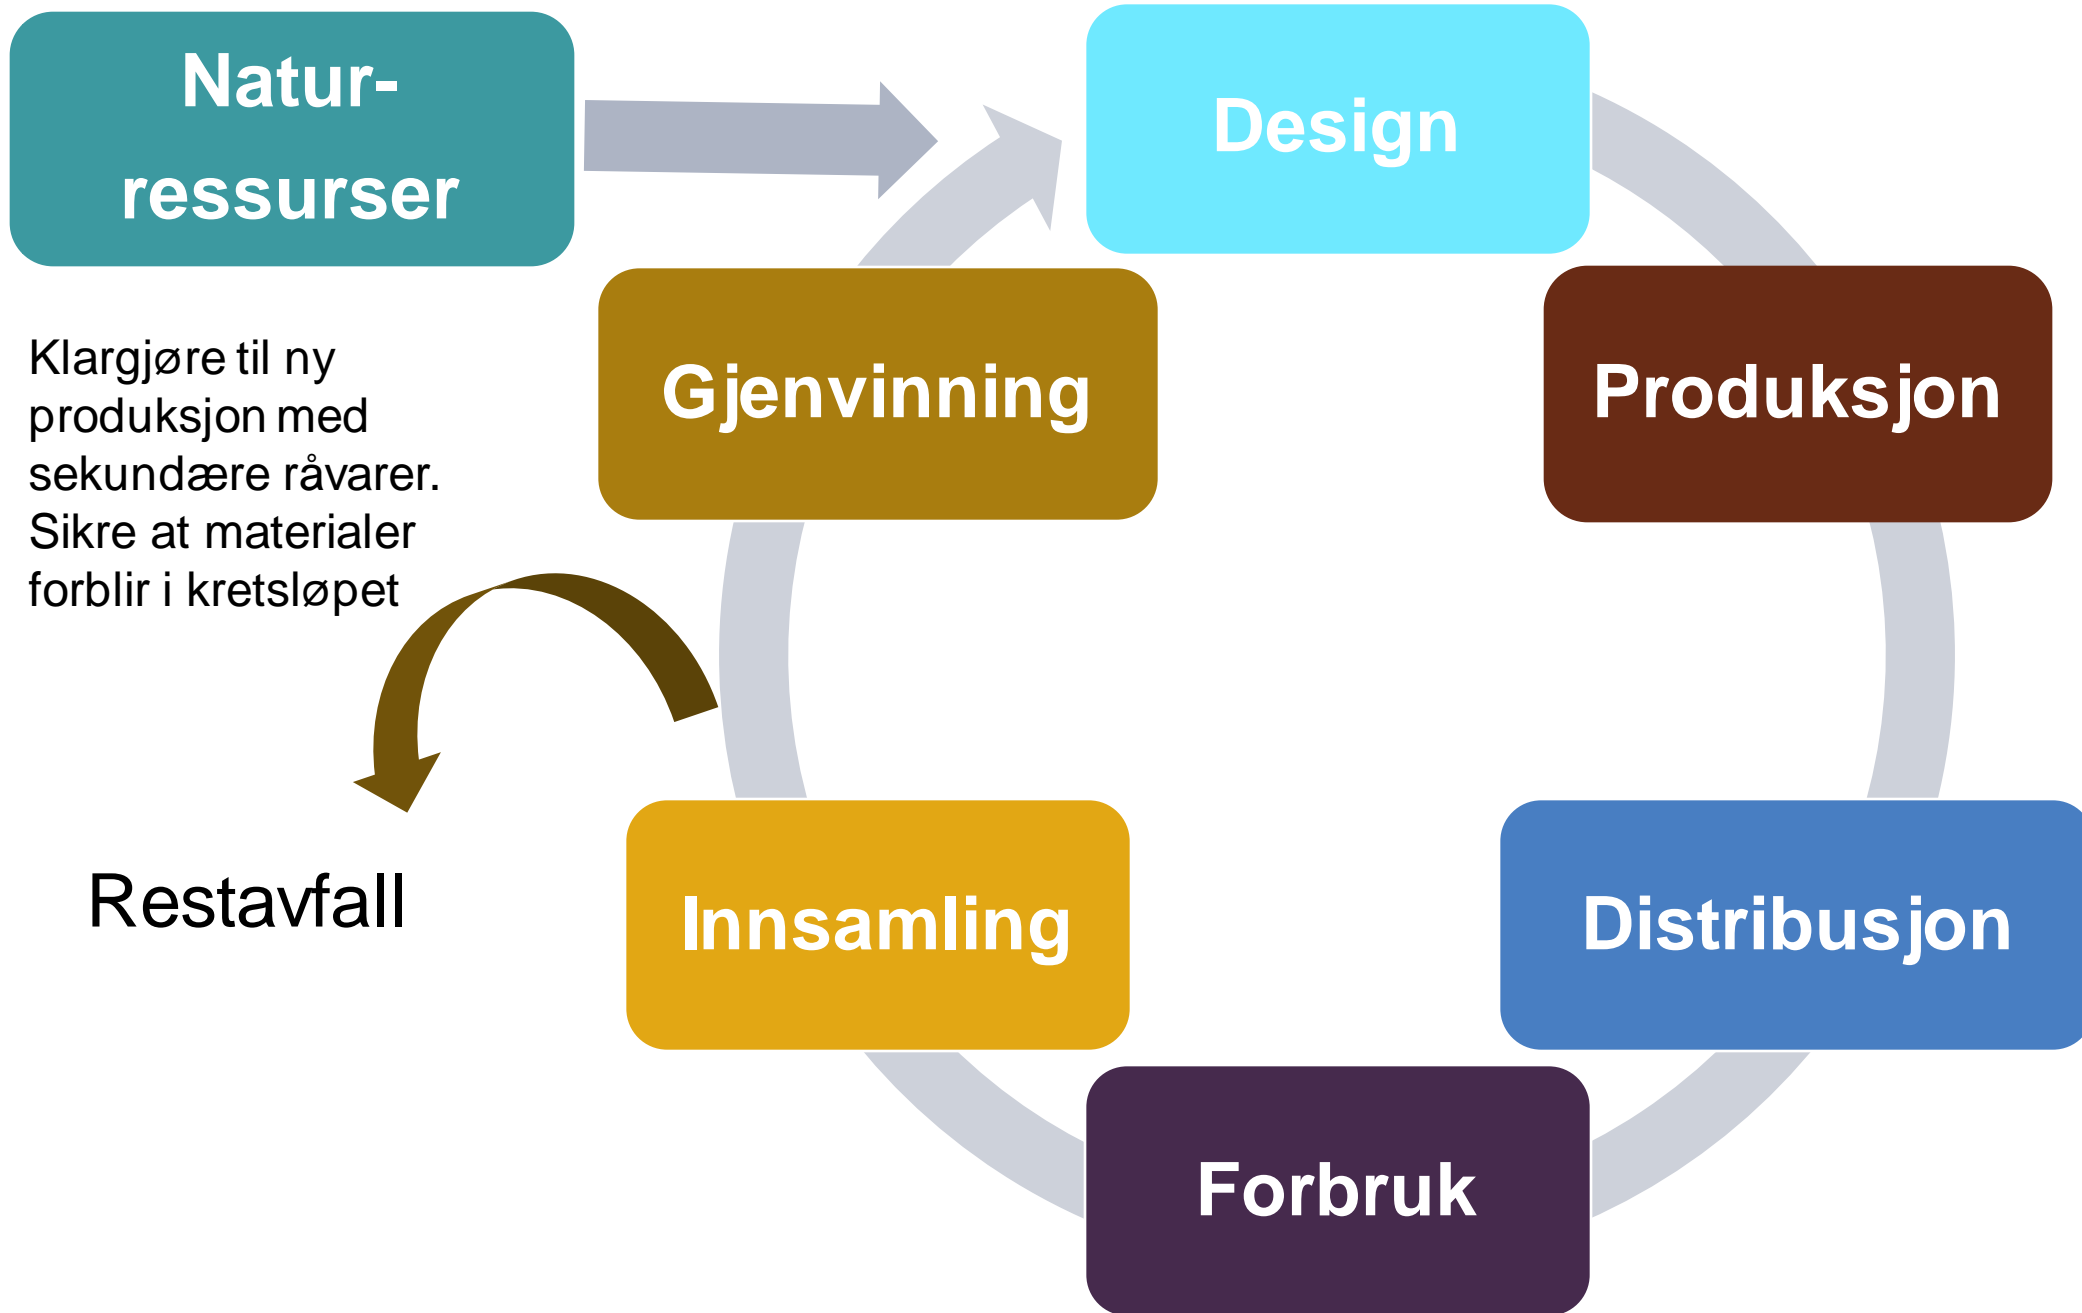 Natur-
ressurser
Design
Gjenvinning
Produksjon
Klargjøre til ny
produksjon med
sekundære råvarer.
Sikre at materialer
forblir i kretsløpet
Restavfall
Innsamling
Distribusjon
Forbruk